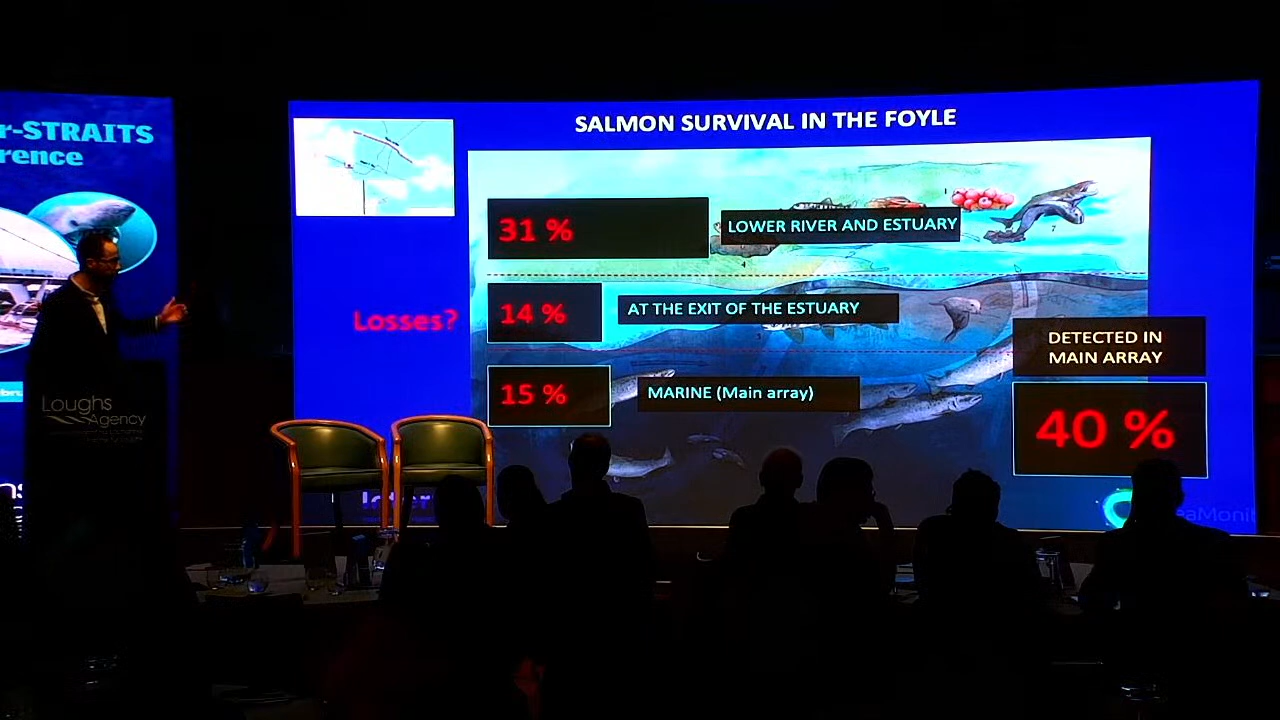 r-STRAITS
rence
SALMON SURVIVAL IN THE FOYLE
31 %
LOWER RIVER AND ESTUARY
Losses?
14 %
AT THE EXIT OF THE ESTUARY
15 %
MARINE (Main array)
DETECTED IN
MAIN ARRAY
40 %
Loughs
Agency
eaMonit